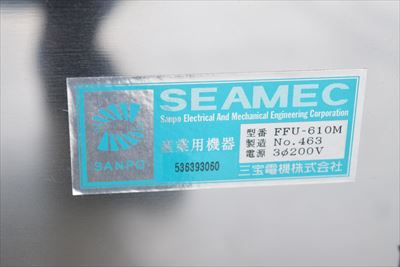 SEAMEC
Sanpo Electrical And Mechanical Engineering Corporation
SANPO
産業用機器
536393060
型番 FFU-610M
製造 No.463
電源 3φ200V
三宝電機株式会社